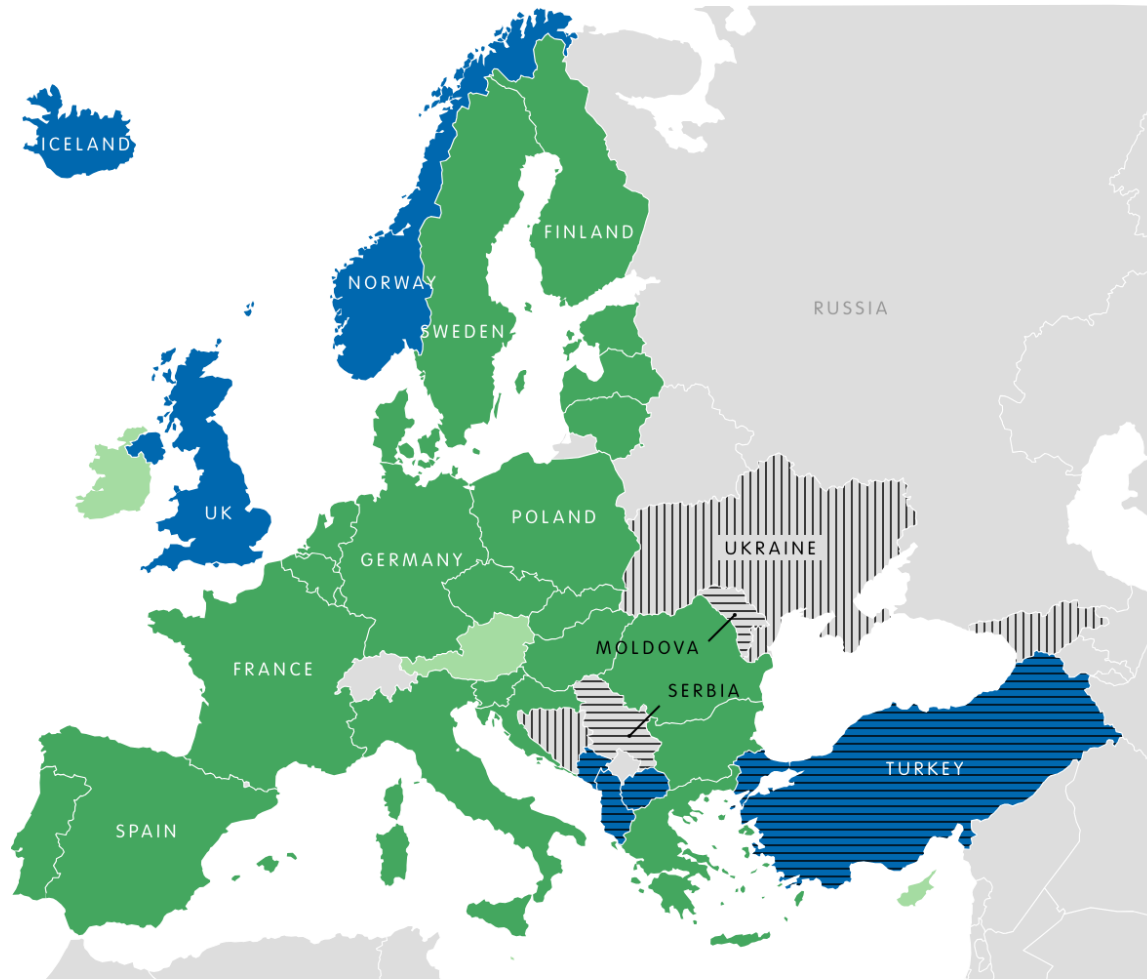 ICELAND
FINLAND
NORWAY
RUSSIA
SWEDEN
UK
POLAND
UKRAINE
GERMANY
MOLDOVA
FRANCE
SERBIA
TURKEY
SPAIN